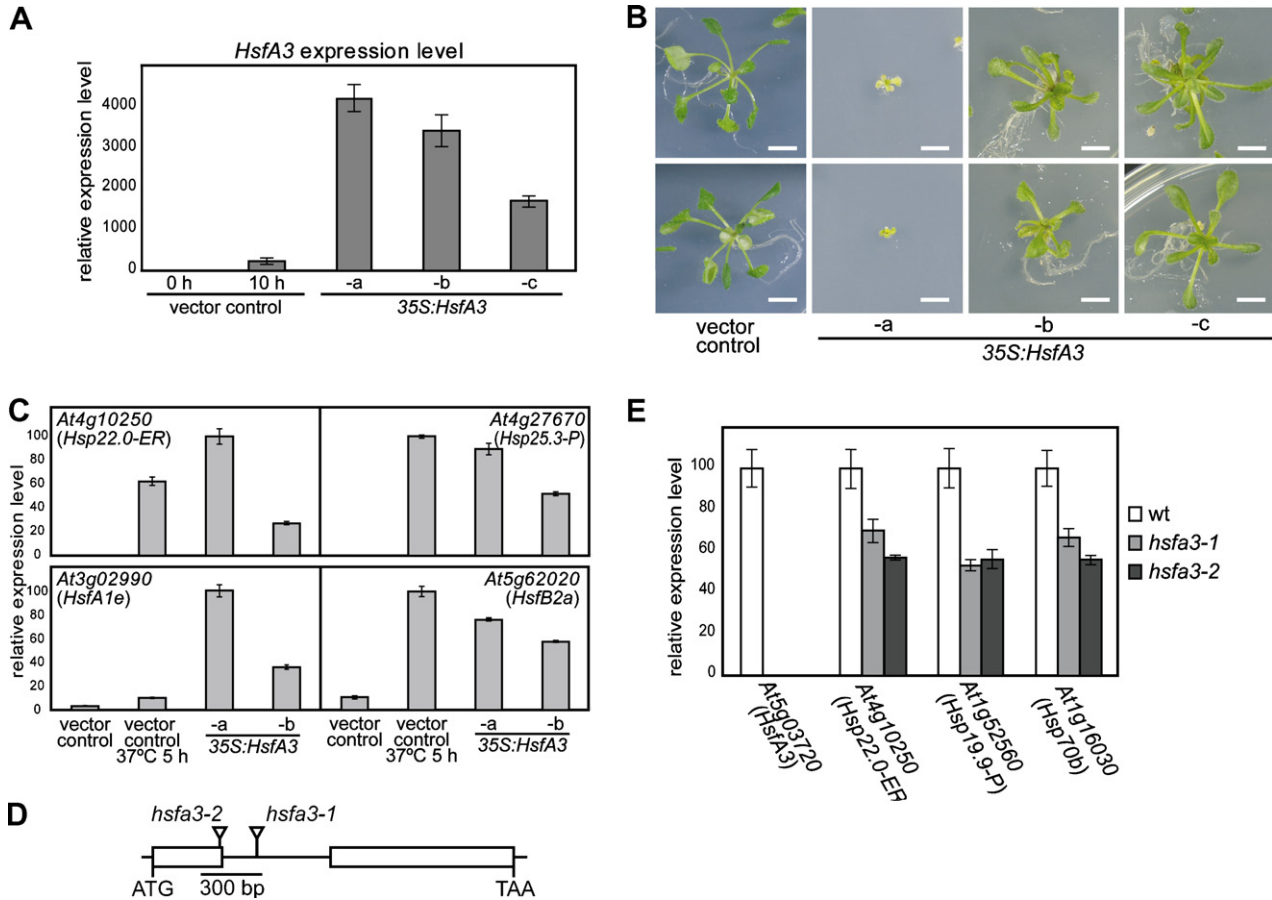 A
HsfA3 expression level
relative expression level
4000
3000
2000
1000
0
0 h
10 h
-a
-b
-c
vector control
35S:HsfA3
B
vector
control
-a
-b
-c
35S:HsfA3
C
relative expression level
At4g10250
(Hsp22.0-ER)
100
80
60
40
20
0
At4g27670
(Hsp25.3-P)
At3g02990
(HsfA1e)
100
80
60
40
20
0
At5g62020
(HsfB2a)
vector
control
vector
control
37ºC 5 h
-a
-b
35S:HsfA3
vector
control
vector
control
37ºC 5 h
-a
-b
35S:HsfA3
D
hsfa3-2
hsfa3-1
ATG
300 bp
TAA
E
relative expression level
100
80
60
40
20
0
At5g03720
(HsfA3)
At4g10250
(Hsp22.0-ER
At1g52560
(Hsp19.9-P)
At1g16030
(Hsp70b)
wt
hsfa3-1
hsfa3-2